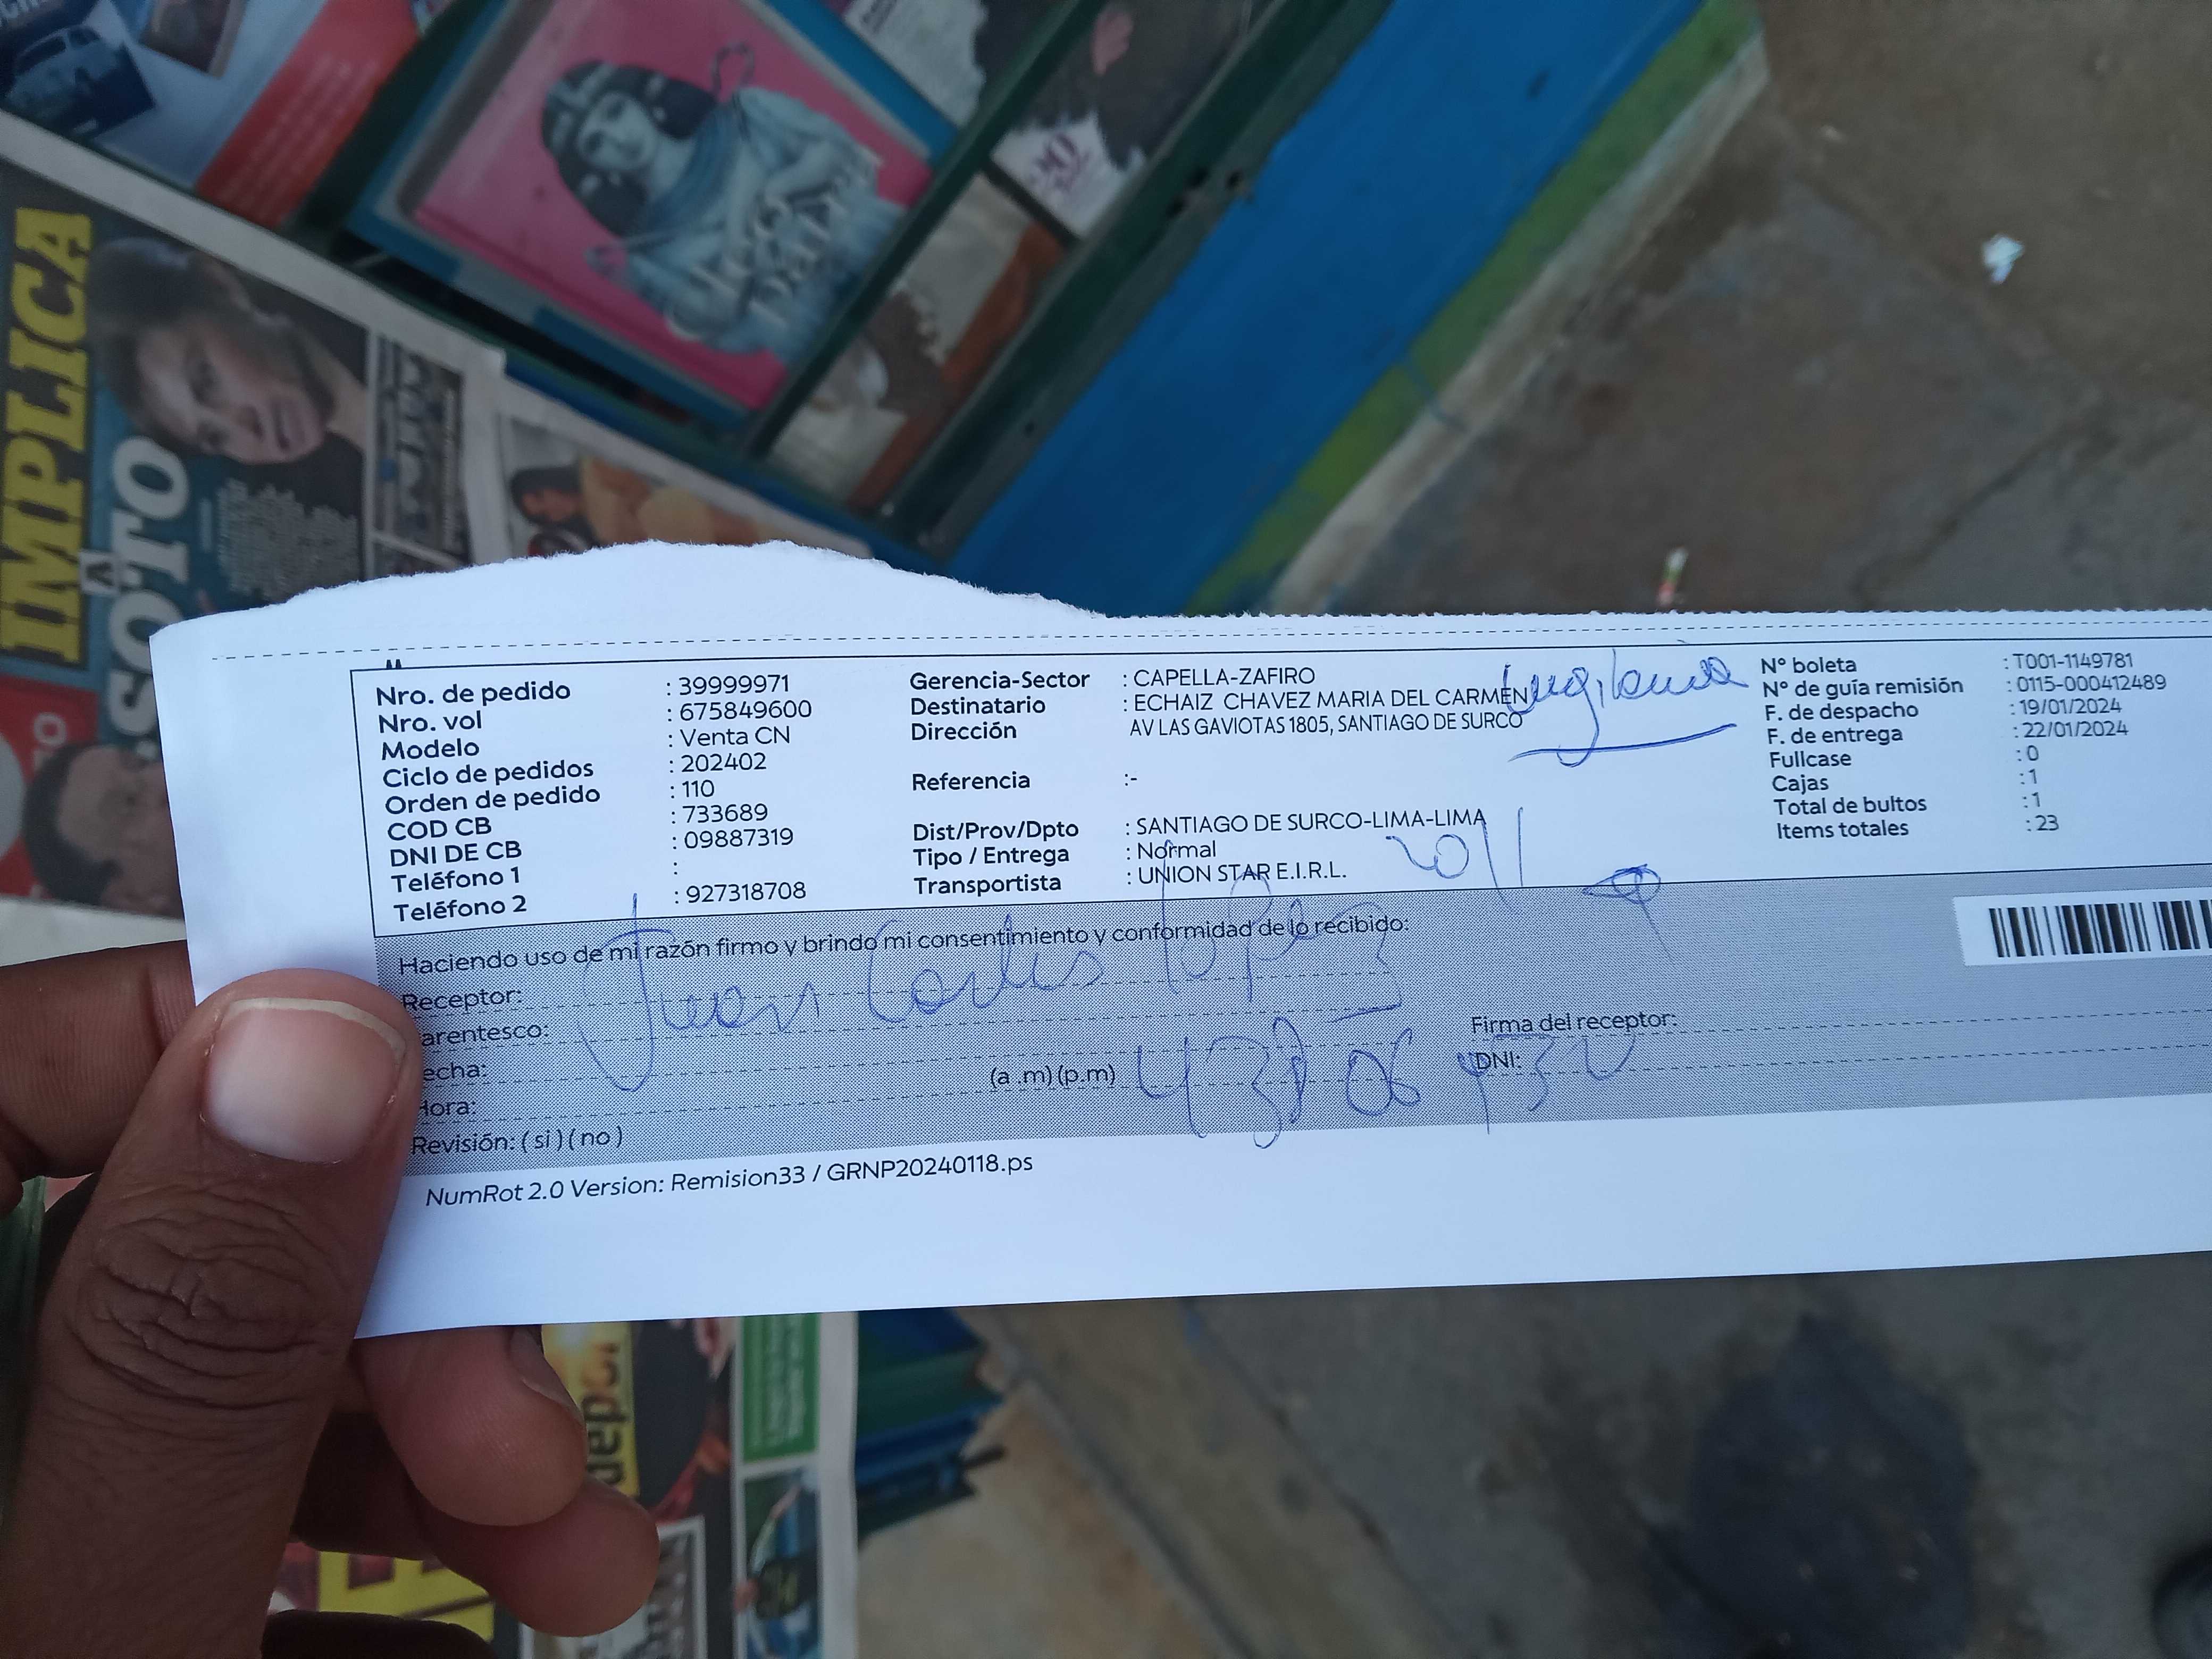 IMPLICA
A
SOTO
Nro. de pedido : 39999971
Nro. vol : 675849600
Modelo : Venta CN
Ciclo de pedidos : 202402
Orden de pedido : 110
COD CB : 733689
DNI DE CB : 09887319
Teléfono 1 :
Teléfono 2 : 927318708
Gerencia-Sector : CAPELLA-ZAFIRO
Destinatario : ECHAIZ CHAVEZ MARIA DEL CARMEN
Dirección AV LAS GAVIOTAS 1805, SANTIAGO DE SURCO
Referencia :-
Dist/Prov/Dpto : SANTIAGO DE SURCO-LIMA-LIMA
Tipo / Entrega : Normal
Transportista : UNION STAR E.I.R.L.
Vigilancia
N° boleta : T001-1149781
N° de guía remisión : 0115-000412489
F. de despacho : 19/01/2024
F. de entrega : 22/01/2024
Fullcase :0
Cajas :1
Total de bultos :1
Items totales :23
Haciendo uso de mi razón firmo y brindo mi consentimiento y conformidad de lo recibido:
Receptor: Juan Carlos López
arentesco:
echa:
Hora: (a .m) (p.m)
Revisión: ( si ) ( no )
Firma del receptor:
DNI:
NumRot 2.0 Version: Remision33 / GRNP20240118.ps
depor